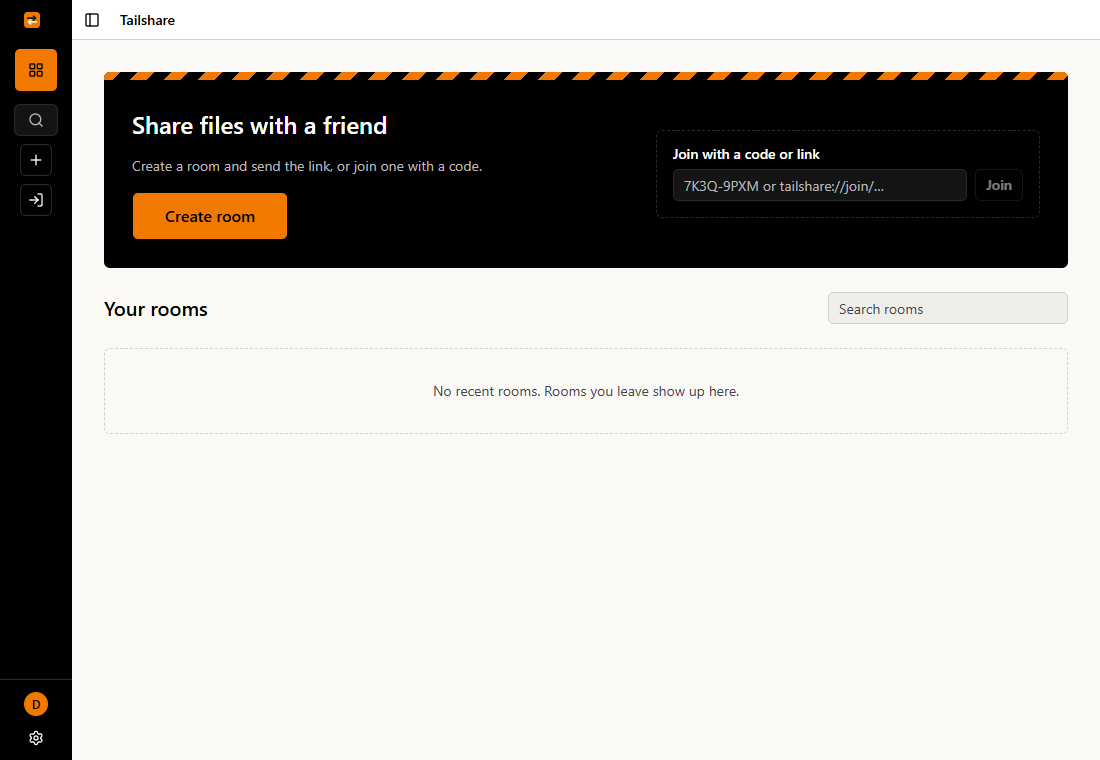 Tailshare
Share files with a friend
Create a room and send the link, or join one with a code.
Create room
Join with a code or link
7K3Q-9PXM or tailshare://join/...
Join
Your rooms
Search rooms
No recent rooms. Rooms you leave show up here.
D